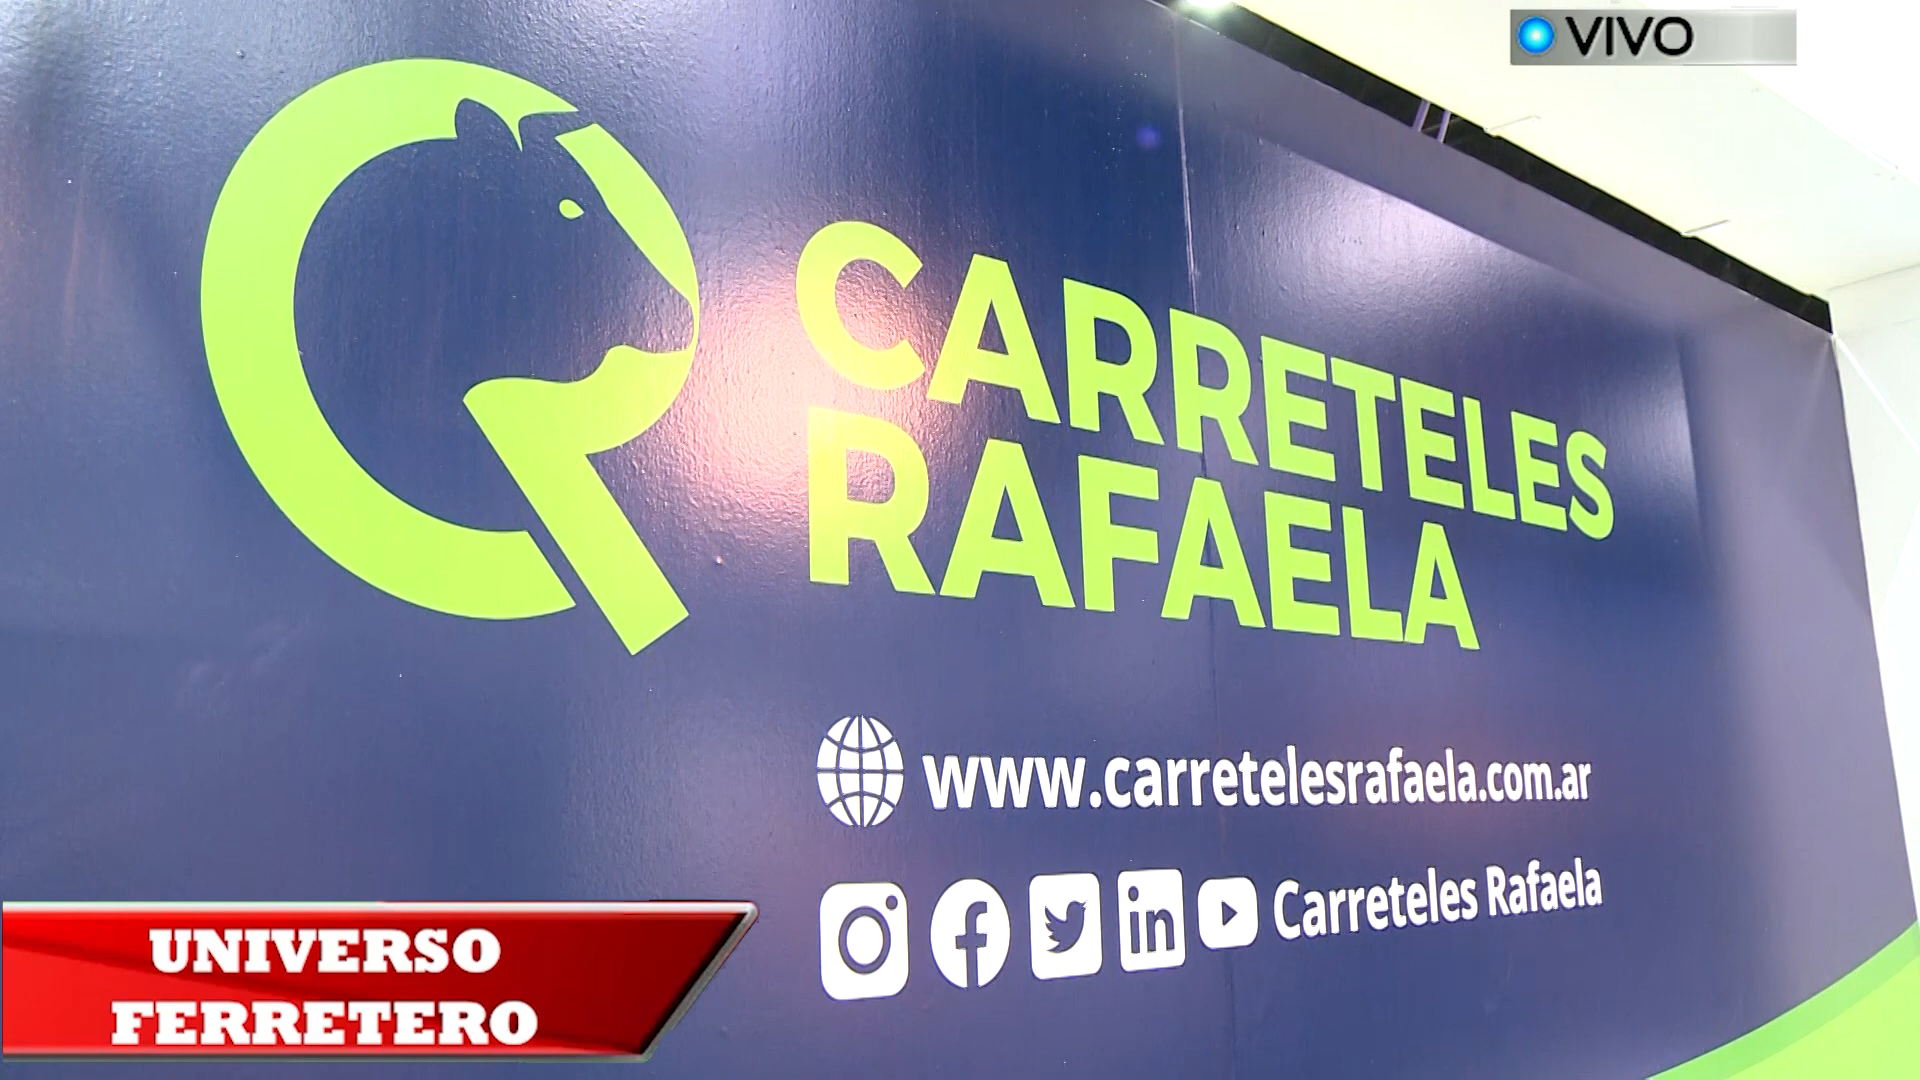 VIVO
CARRETELES
RAFAELA
www.carretelesrafaela.com.ar
Carreteles Rafaela
UNIVERSO
FERRETERO